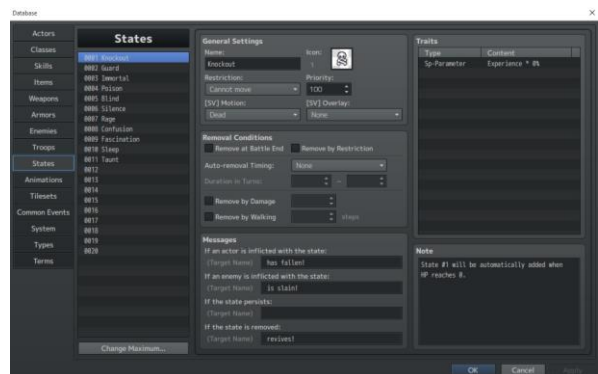 Database
Actors
Classes
Skills
Items
Weapons
Armors
Enemies
Troops
States
Animations
Tilesets
Common Events
System
Types
Terms
States
0001 Knockout
0002 Guard
0003 Immortal
0004 Poison
0005 Blind
0006 Silence
0007 Rage
0008 Confusion
0009 Fascination
0010 Sleep
0011 Taunt
0012
0013
0014
0015
0016
0017
0018
0019
0020
Change Maximum...
General Settings
Name: Icon:
Knockout 1
Restriction: Priority:
Cannot move 100
[SV] Motion: [SV] Overlay:
Dead None
Removal Conditions
Remove at Battle End Remove by Restriction
Auto-removal Timing: None
Duration in Turns: ~
Remove by Damage
Remove by Walking steps
Messages
If an actor is inflicted with the state:
(Target Name) has fallen!
If an enemy is inflicted with the state:
(Target Name) is slain!
If the state persists:
(Target Name)
If the state is removed:
(Target Name) revives!
Traits
Type Content
Sp-Parameter Experience * 0%
Note
State #1 will be automatically added when
HP reaches 0.
OK Cancel Apply